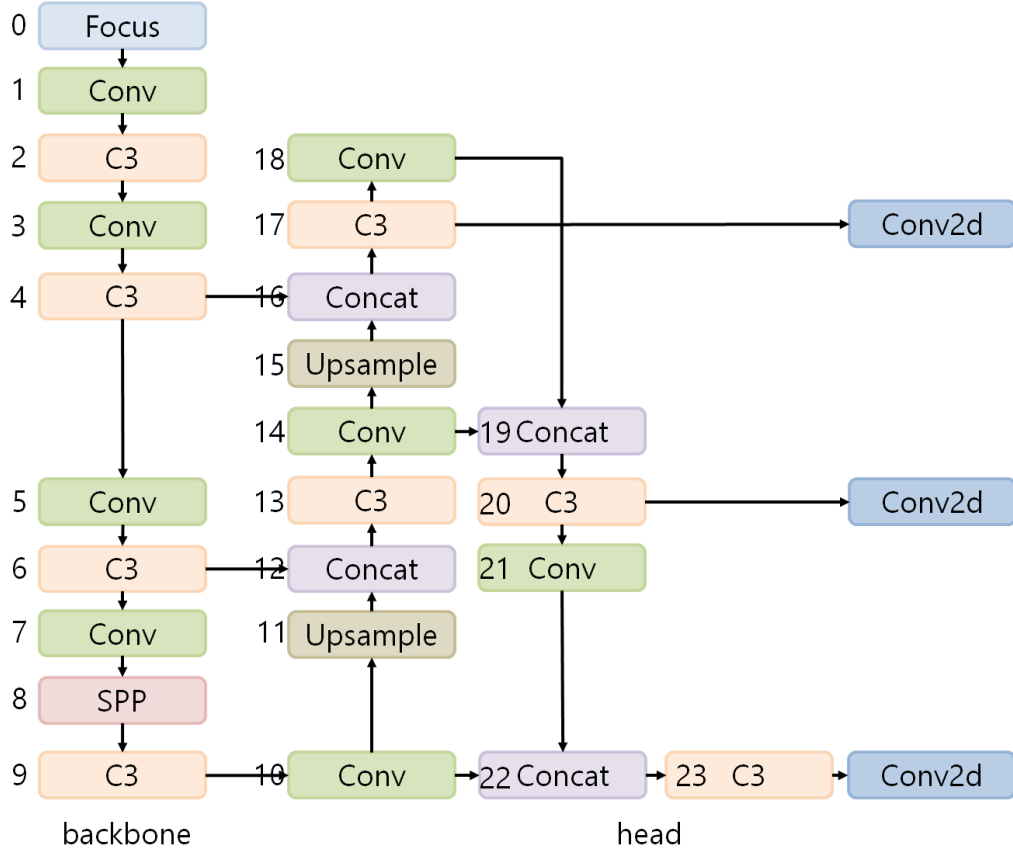 0 Focus
1 Conv
2 C3
18 Conv
3 Conv
17 C3
Conv2d
4 C3
16 Concat
15 Upsample
14 Conv
19 Concat
5 Conv
13 C3
20 C3
Conv2d
6 C3
12 Concat
21 Conv
7 Conv
11 Upsample
8 SPP
9 C3
10 Conv
22 Concat
23 C3
Conv2d
backbone
head